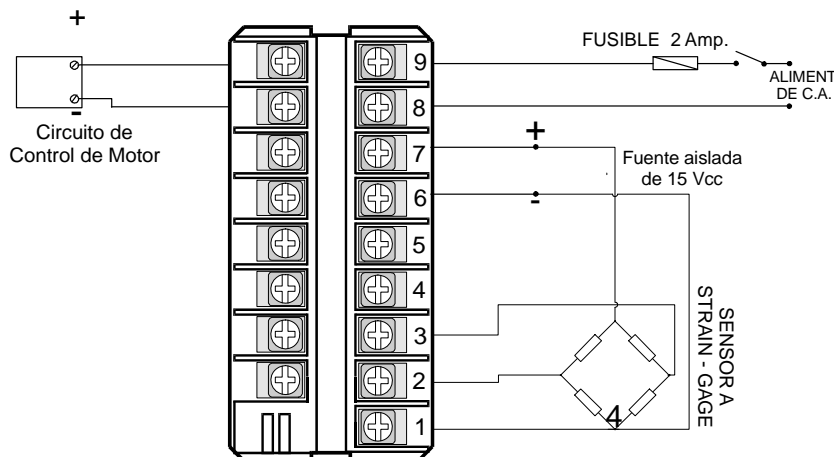 +
-
Circuito de
Control de Motor
9
8
7
6
5
4
3
2
1
FUSIBLE 2 Amp.
ALIMENT
DE C.A.
+
-
Fuente aislada
de 15 Vcc
SENSOR A
STRAIN - GAGE
4